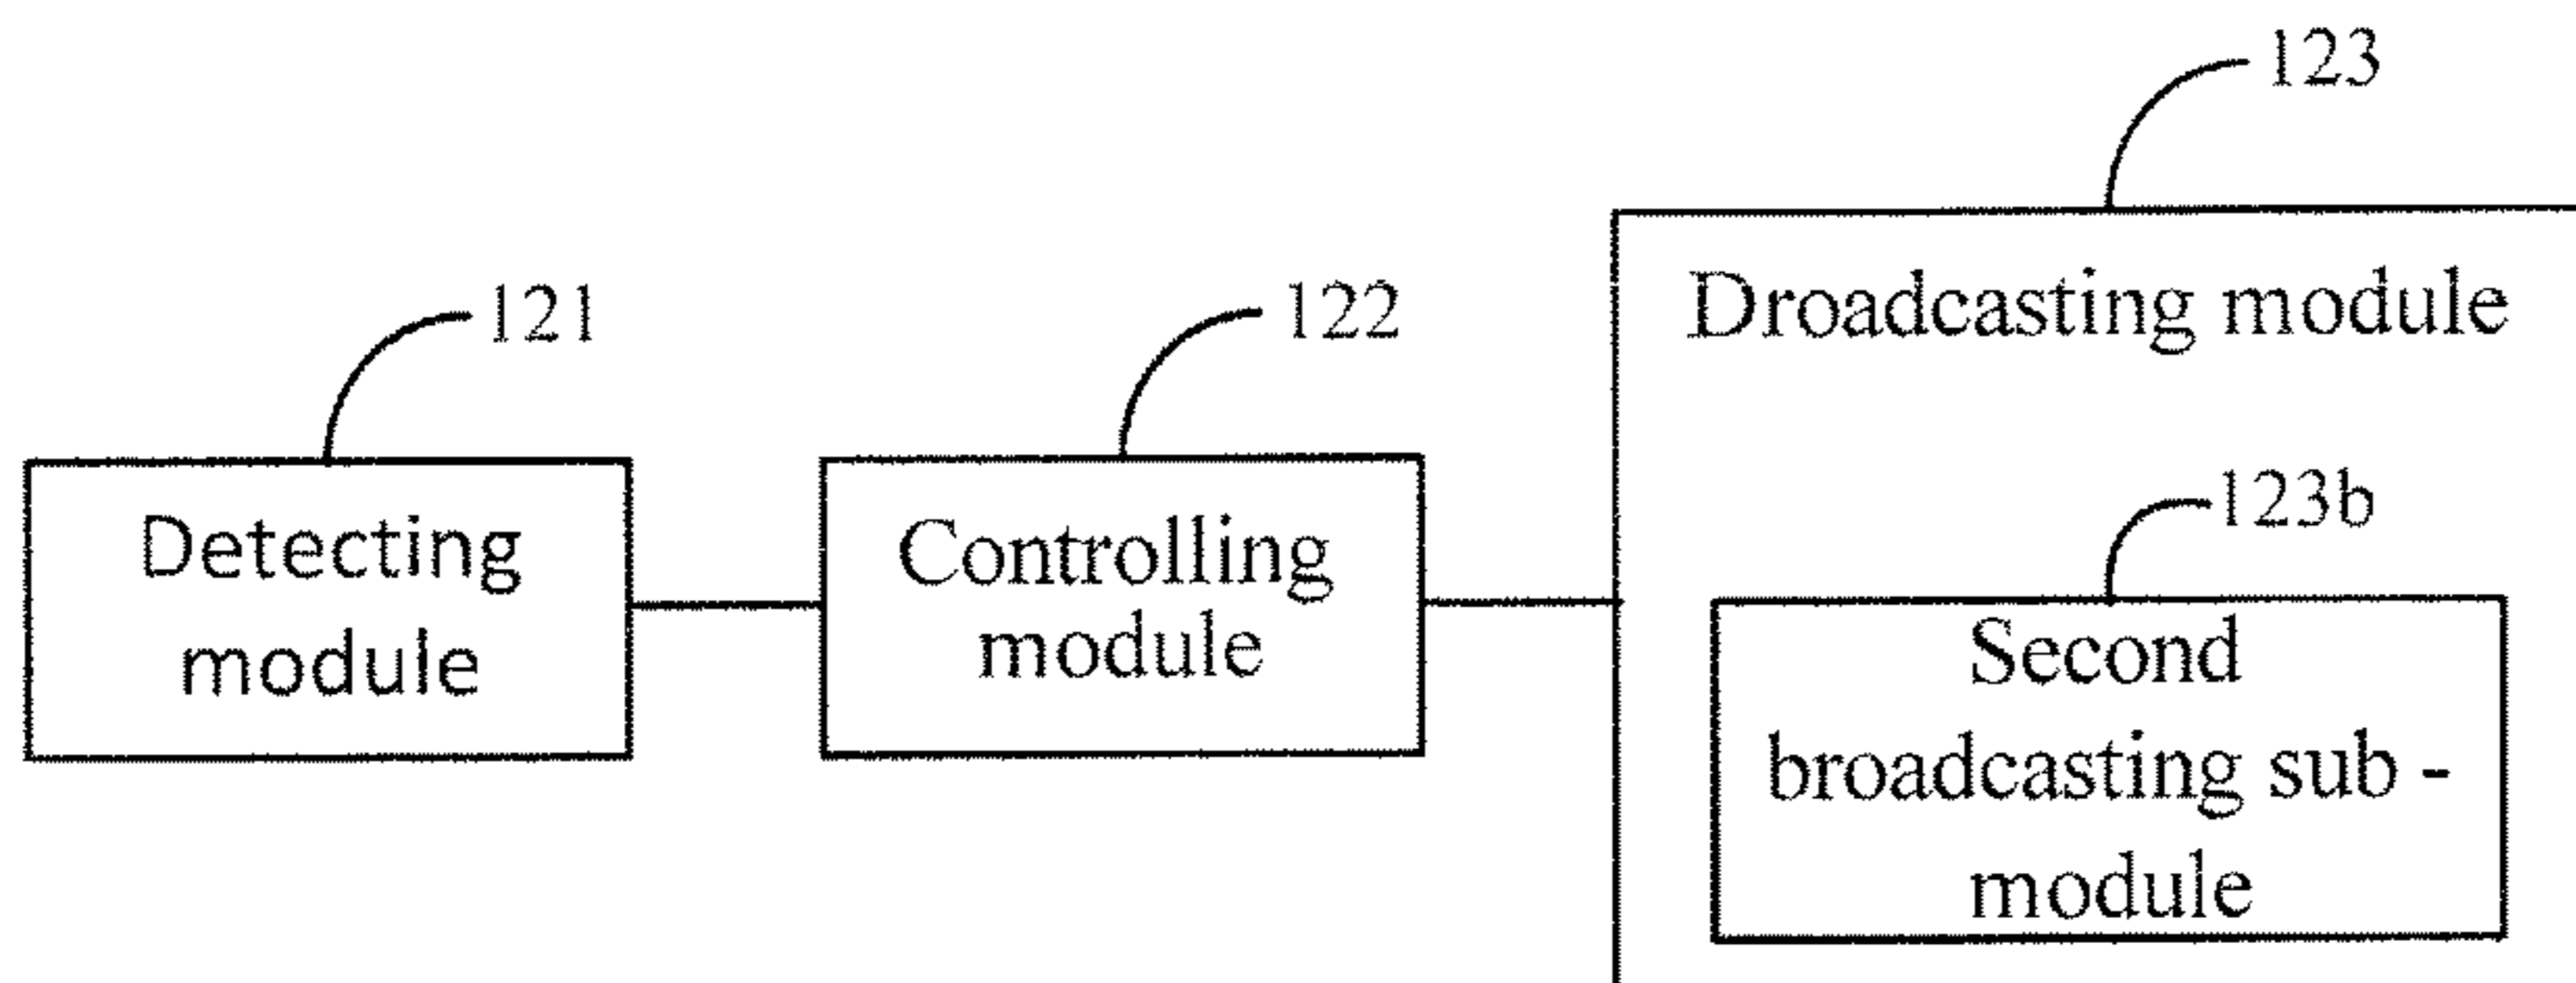 123
Droadcasting module
121
122
123b
Detecting
module
Controlling
module
Second
broadcasting sub -
module